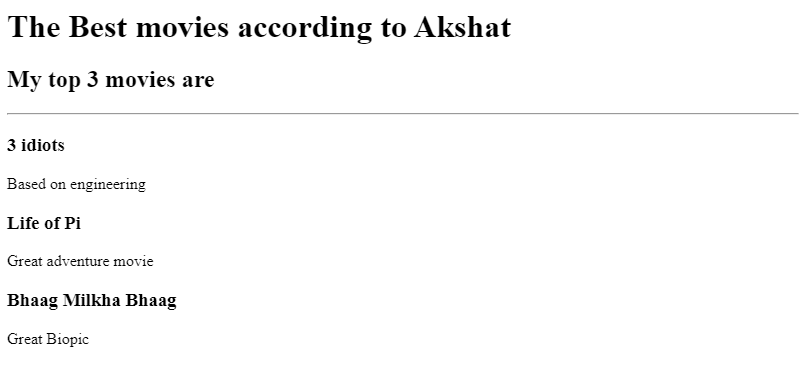 The Best movies according to Akshat
My top 3 movies are
3 idiots
Based on engineering
Life of Pi
Great adventure movie
Bhaag Milkha Bhaag
Great Biopic